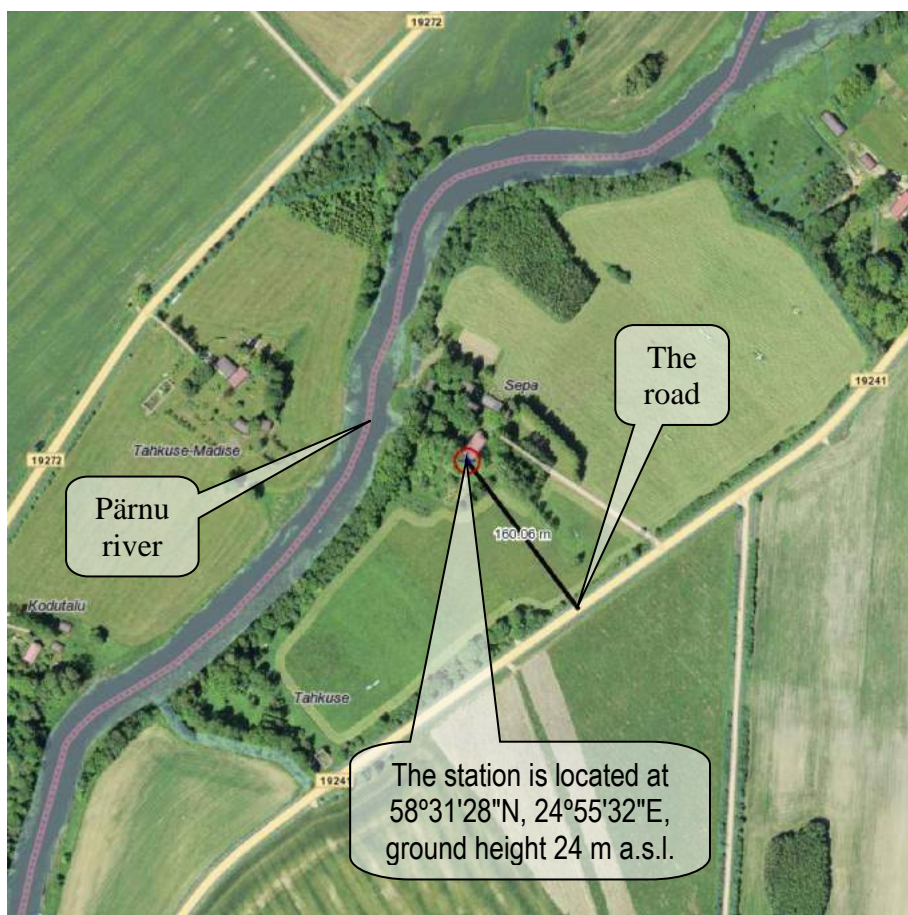 19272
The
road
19241
Sepa
Tahkuse-Madise
19272
Pärnu
river
160.06 m
Kodutalu
Tahkuse
19241
The station is located at
58º31'28"N, 24º55'32"E,
ground height 24 m a.s.l.